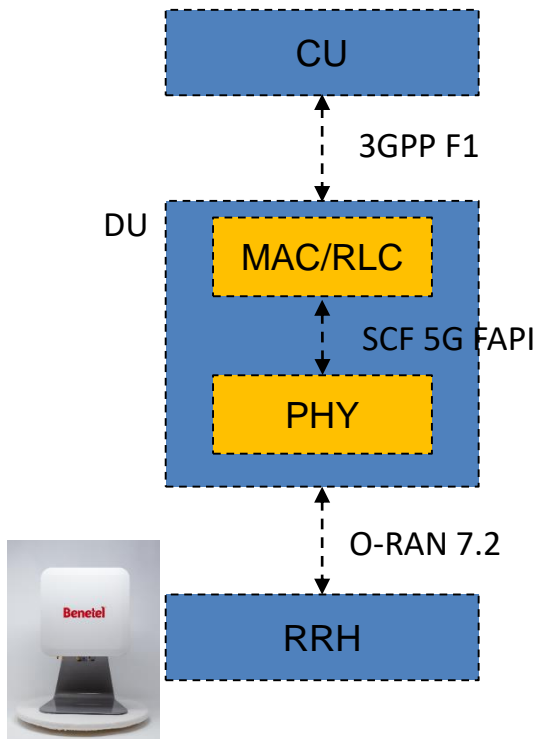 CU
3GPP F1
DU
MAC/RLC
SCF 5G FAPI
PHY
O-RAN 7.2
Benetel
RRH